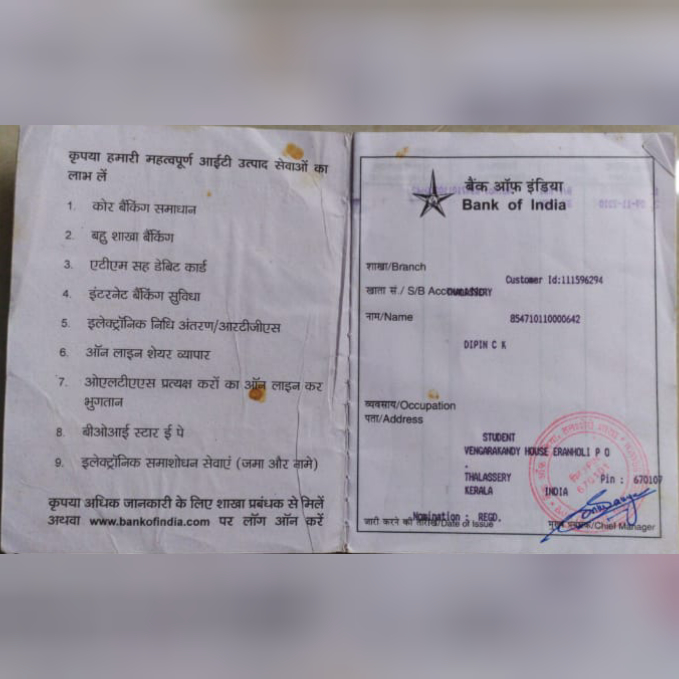 कृपया हमारी महत्वपूर्ण आईटी उत्पाद सेवाओं का
लाभ लें
1. कोर बैंकिंग समाधान
2. बहु शाखा बैंकिंग
3. एटीएम सह डेबिट कार्ड
4. इंटरनेट बैंकिंग सुविधा
5. इलेक्ट्रॉनिक निधि अंतरण/आरटीजीएस
6. ऑन लाइन शेयर व्यापार
7. ओएलटीएएस प्रत्यक्ष करों का ऑन लाइन कर
भुगतान
8. बीओआई स्टार ई पे
9. इलेक्ट्रॉनिक समाशोधन सेवाएं (जमा और नामे)
कृपया अधिक जानकारी के लिए शाखा प्रबंधक से मिलें
अथवा www.bankofindia.com पर लॉग ऑन करें
बैंक ऑफ़ इंडिया
Bank of India
शाखा/Branch
Customer Id:111596294
खाता सं./ S/B Account No.
THALASSERY
नाम/Name
854710110000642
DIPIN C K
व्यवसाय/Occupation
पता/Address
STUDENT
VENGARAKANDY HOUSE ERANHOLI P O
.
THALASSERY Pin : 670107
KERALA INDIA
Nomination : REGD.
जारी करने की तारीख/Date of Issue
मुख्य प्रबंधक/Chief Manager